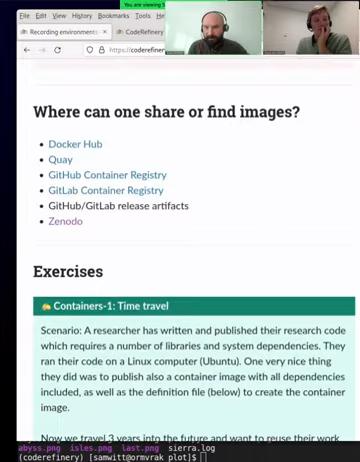 You are viewing S
File Edit View History Bookmarks Tools Help
Recording environments
CodeRefinery
https://coderefinery
Where can one share or find images?
• Docker Hub
• Quay
• GitHub Container Registry
• GitLab Container Registry
• GitHub/GitLab release artifacts
• Zenodo
Exercises
Containers-1: Time travel
Scenario: A researcher has written and published their research code
which requires a number of libraries and system dependencies. They
ran their code on a Linux computer (Ubuntu). One very nice thing
they did was to publish also a container image with all dependencies
included, as well as the definition file (below) to create the container
image.
Now we travel 3 years into the future and want to reuse their work
abyss.png isles.png last.png sierra.log
(coderefinery) [samwitt@ormvrak plot]$